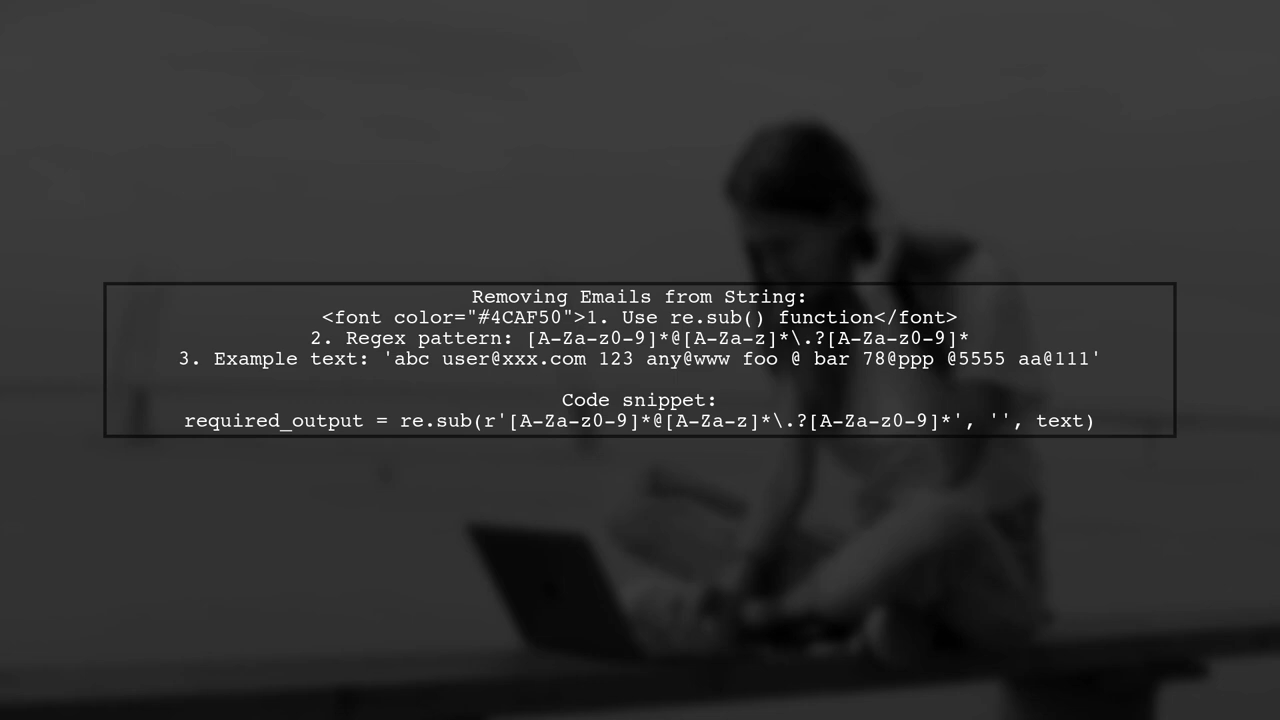 Removing Emails from String:
<font color="#4CAF50">1. Use re.sub() function</font>
2. Regex pattern: [A-Za-z0-9]*@[A-Za-z]*\.?[A-Za-z0-9]*
3. Example text: 'abc user@xxx.com 123 any@www foo @ bar 78@ppp @5555 aa@111'
Code snippet:
required_output = re.sub(r'[A-Za-z0-9]*@[A-Za-z]*\.?[A-Za-z0-9]*', '', text)